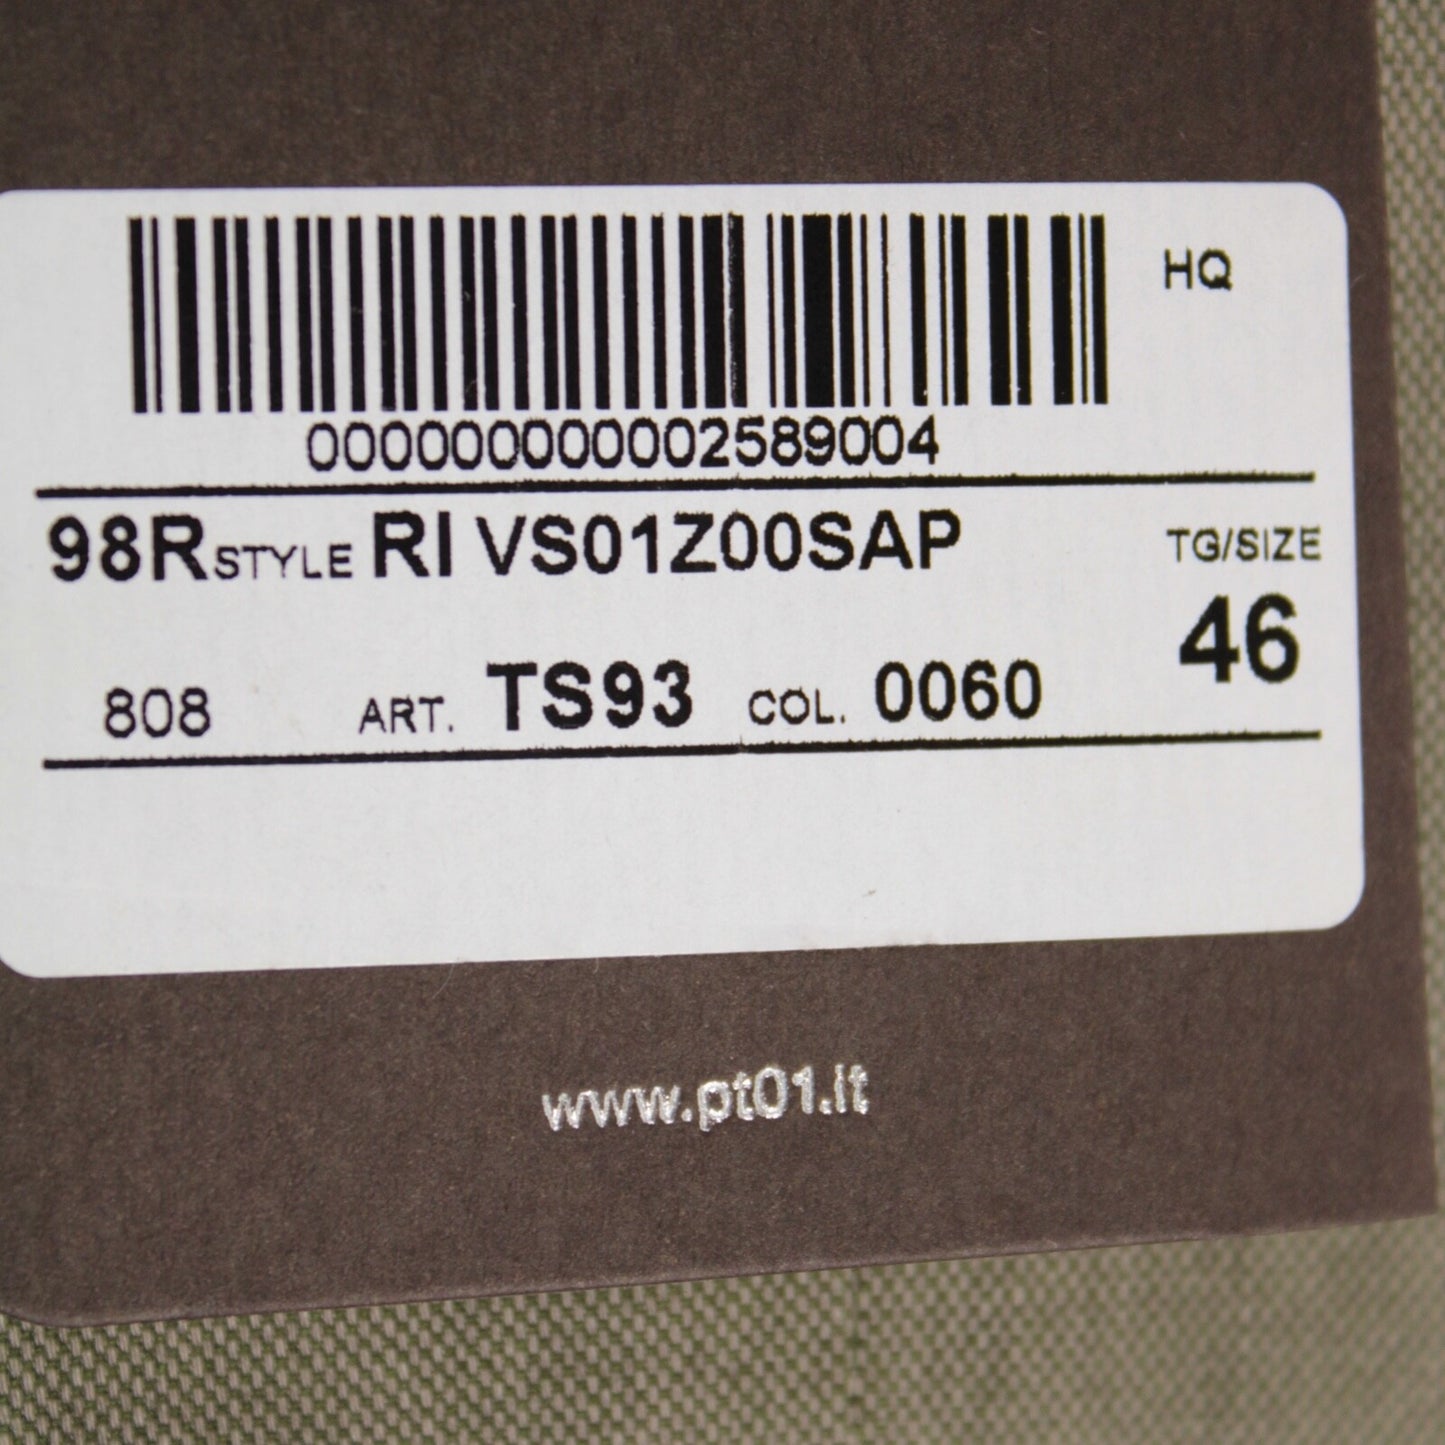 HQ
0000000000002589004
98R STYLE RI VS01Z00SAP
TG/SIZE
46
808 ART. TS93 COL. 0060
www.pt01.it